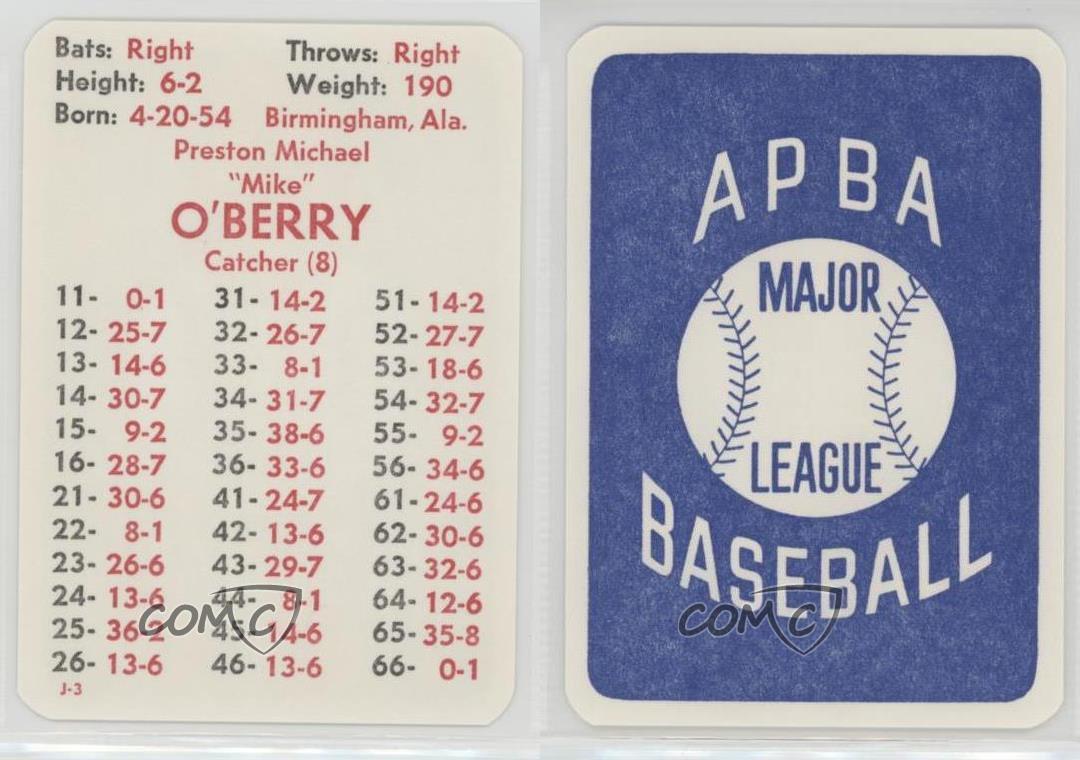 Bats: Right Throws: Right
Height: 6-2 Weight: 190
Born: 4-20-54 Birmingham, Ala.
Preston Michael
"Mike"
O'BERRY
Catcher (8)
11- 0-1 31- 14-2 51- 14-2
12- 25-7 32- 26-7 52- 27-7
13- 14-6 33- 8-1 53- 18-6
14- 30-7 34- 31-7 54- 32-7
15- 9-2 35- 38-6 55- 9-2
16- 28-7 36- 33-6 56- 34-6
21- 30-6 41- 24-7 61- 24-6
22- 8-1 42- 13-6 62- 30-6
23- 26-6 43- 29-7 63- 32-6
24- 13-6 44- 8-1 64- 12-6
25- 36-2 45- 14-6 65- 35-8
26- 13-6 46- 13-6 66- 0-1
J-3
COMC
APBA
MAJOR
LEAGUE
BASEBALL
COMC